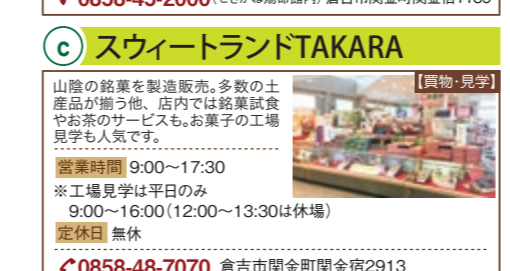 c スウィートランドTAKARA
【買物･見学】
山陰の銘菓を製造販売。多数の土
産品が揃う他、店内では銘菓試食
やお茶のサービスも。お菓子の工場
見学も人気です。
営業時間 9:00〜17:30
※工場見学は平日のみ
9:00〜16:00(12:00〜13:30は休場)
定休日 無休
0858-48-7070 倉吉市関金町関金宿2913